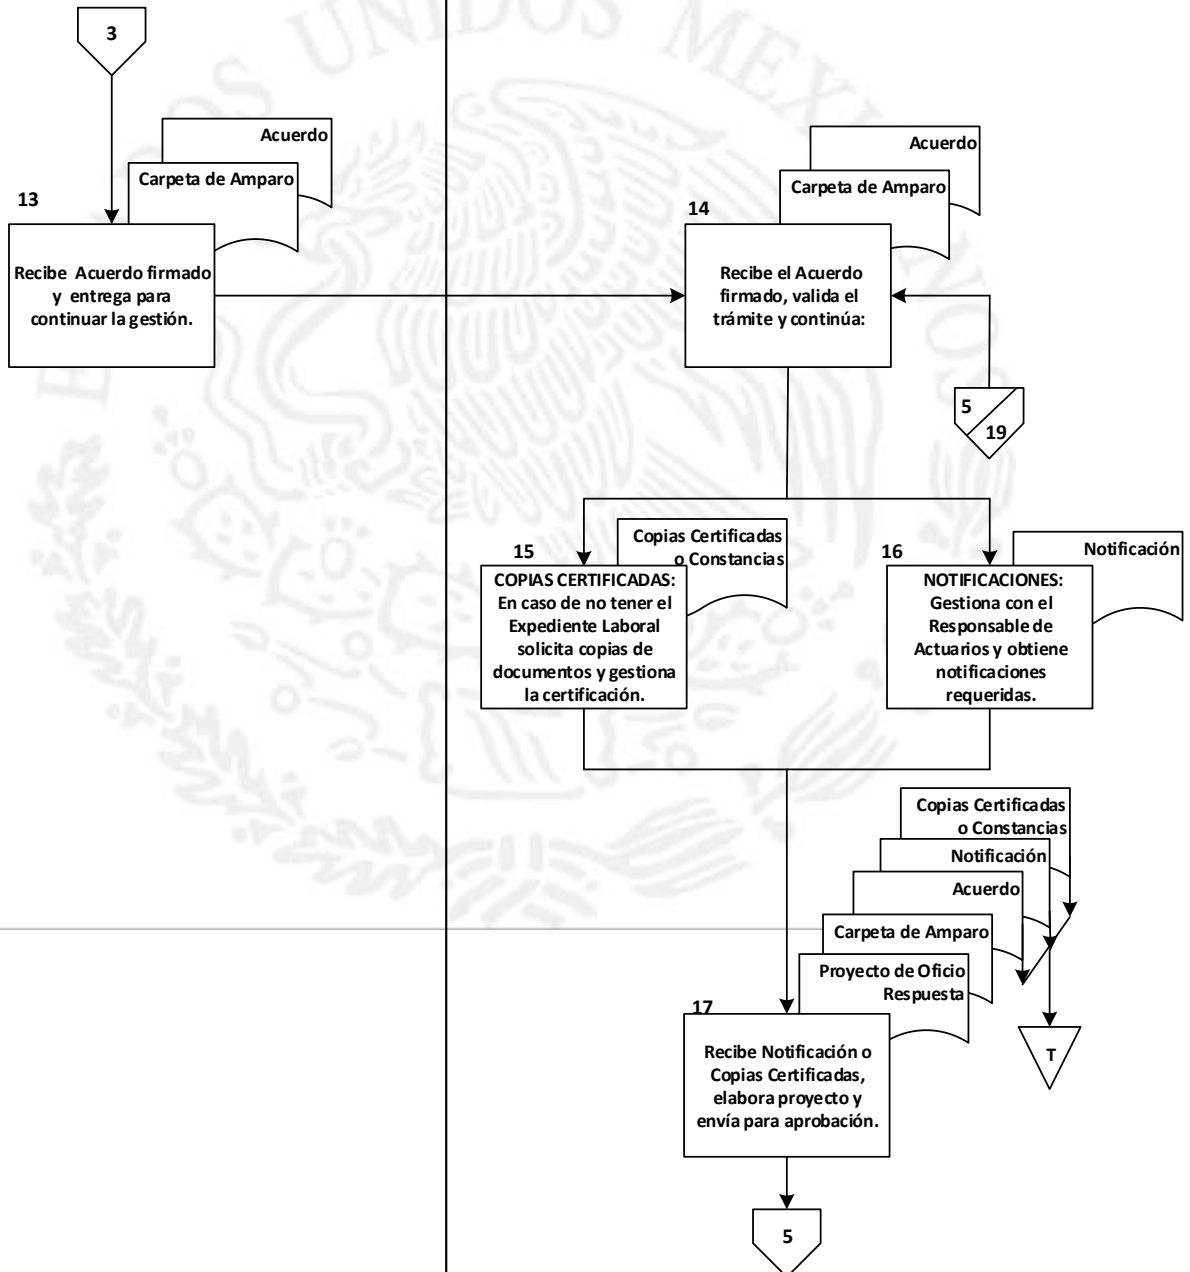 ESTADOS UNIDOS MEXICANOS
3
Acuerdo
Carpeta de Amparo
13
Recibe Acuerdo firmado
y entrega para
continuar la gestión.
Acuerdo
Carpeta de Amparo
14
Recibe el Acuerdo
firmado, valida el
trámite y continúa:
5
19
Copias Certificadas
o Constancias
15
COPIAS CERTIFICADAS:
En caso de no tener el
Expediente Laboral
solicita copias de
documentos y gestiona
la certificación.
Notificación
16
NOTIFICACIONES:
Gestiona con el
Responsable de
Actuarios y obtiene
notificaciones
requeridas.
Copias Certificadas
o Constancias
Notificación
Acuerdo
Carpeta de Amparo
Proyecto de Oficio
Respuesta
17
Recibe Notificación o
Copias Certificadas,
elabora proyecto y
envía para aprobación.
T
5